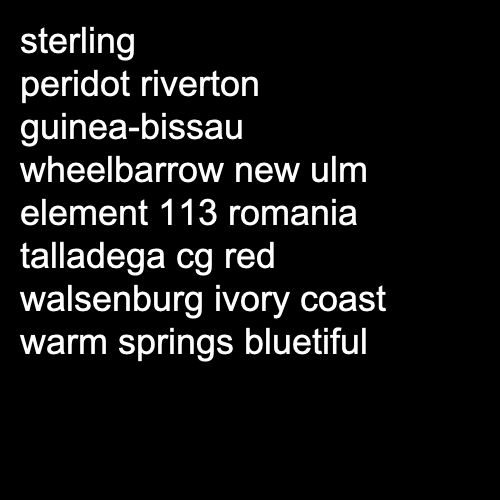 sterling
peridot riverton
guinea-bissau
wheelbarrow new ulm
element 113 romania
talladega cg red
walsenburg ivory coast
warm springs bluetiful